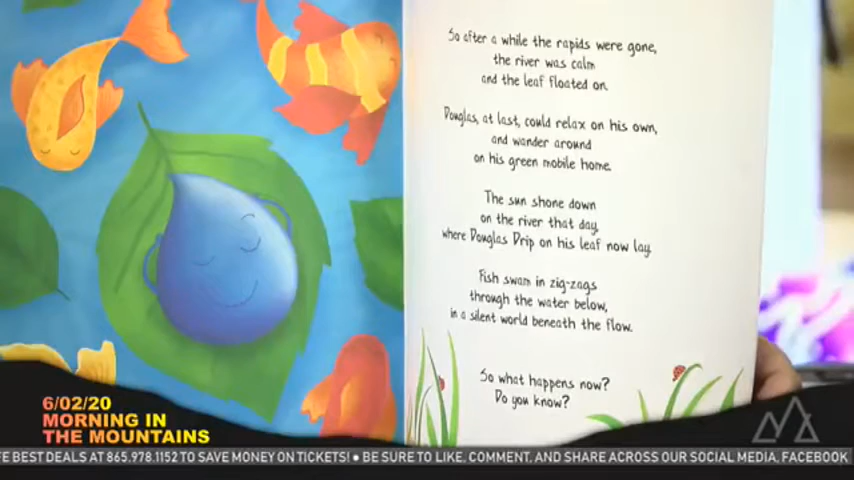 So after a while the rapids were gone,
the river was calm
and the leaf floated on.
Douglas, at last, could relax on his own,
and wander around
on his green mobile home.
The sun shone down
on the river that day,
where Douglas Drip on his leaf now lay.
Fish swam in zig-zags
through the water below,
in a silent world beneath the flow.
So what happens now?
Do you know?
6/02/20
MORNING IN
THE MOUNTAINS
E BEST DEALS AT 865.978.1152 TO SAVE MONEY ON TICKETS! ● BE SURE TO LIKE, COMMENT, AND SHARE ACROSS OUR SOCIAL MEDIA, FACEBOOK